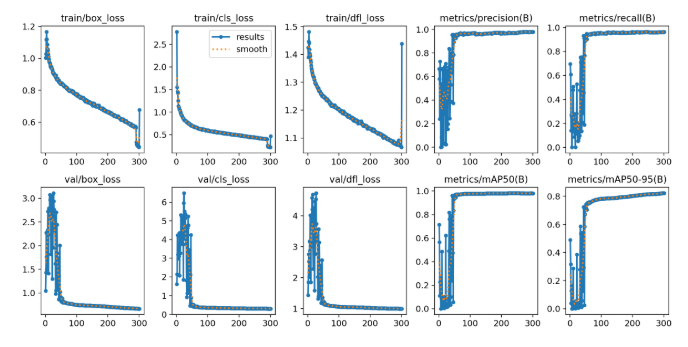 train/box_loss
1.2
1.0
0.8
0.6
0 100 200 300
train/cls_loss
results
smooth
2.5
2.0
1.5
1.0
0.5
0 100 200 300
train/dfl_loss
1.5
1.4
1.3
1.2
1.1
0 100 200 300
metrics/precision(B)
1.0
0.8
0.6
0.4
0.2
0.0
0 100 200 300
metrics/recall(B)
1.0
0.8
0.6
0.4
0.2
0.0
0 100 200 300
val/box_loss
3.0
2.5
2.0
1.5
1.0
0 100 200 300
val/cls_loss
6
5
4
3
2
1
0
0 100 200 300
val/dfl_loss
4
3
2
1
0 100 200 300
metrics/mAP50(B)
1.0
0.8
0.6
0.4
0.2
0.0
0 100 200 300
metrics/mAP50-95(B)
0.8
0.6
0.4
0.2
0.0
0 100 200 300